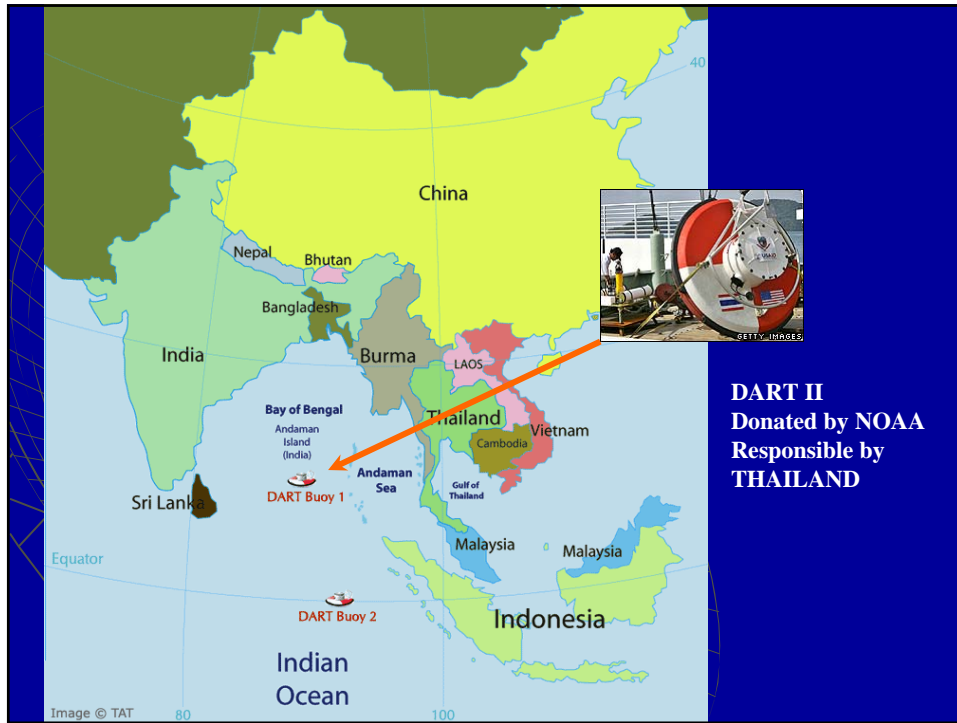 40
China
Nepal
Bhutan
Bangladesh
India
Burma
LAOS
Thailand
Vietnam
Cambodia
Bay of Bengal
Andaman
Island
(India)
Andaman
Sea
Gulf of
Thailand
DART Buoy 1
Sri Lanka
Malaysia
Malaysia
Equator
DART Buoy 2
Indonesia
Indian
Ocean
Image © TAT
80
100
USAID
GETTY IMAGES
DART II
Donated by NOAA
Responsible by
THAILAND